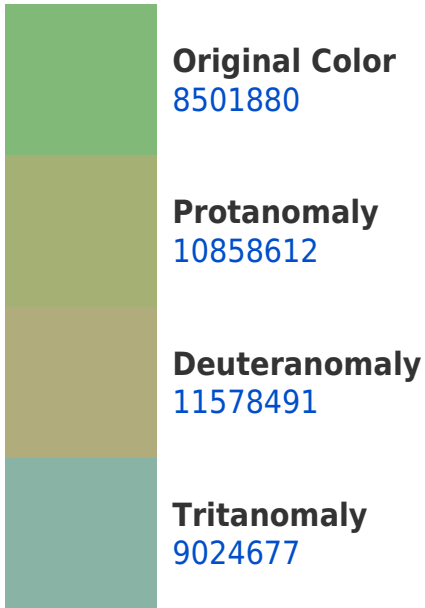 Original Color
8501880
Protanomaly
10858612
Deuteranomaly
11578491
Tritanomaly
9024677